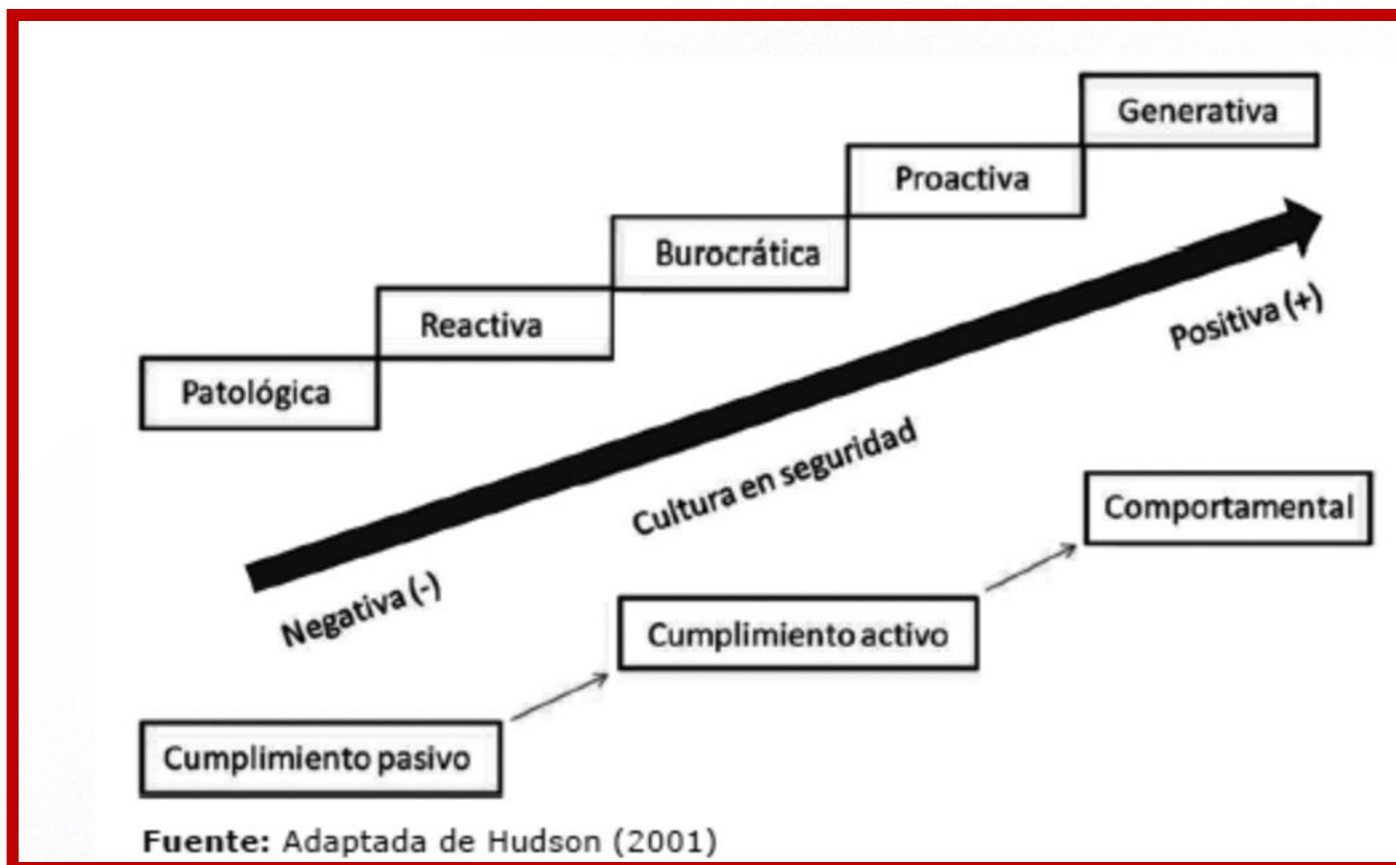 Generativa
Proactiva
Burocrática
Reactiva
Patológica
Positiva (+)
Cultura en seguridad
Negativa (-)
Comportamental
Cumplimiento activo
Cumplimiento pasivo
Fuente: Adaptada de Hudson (2001)